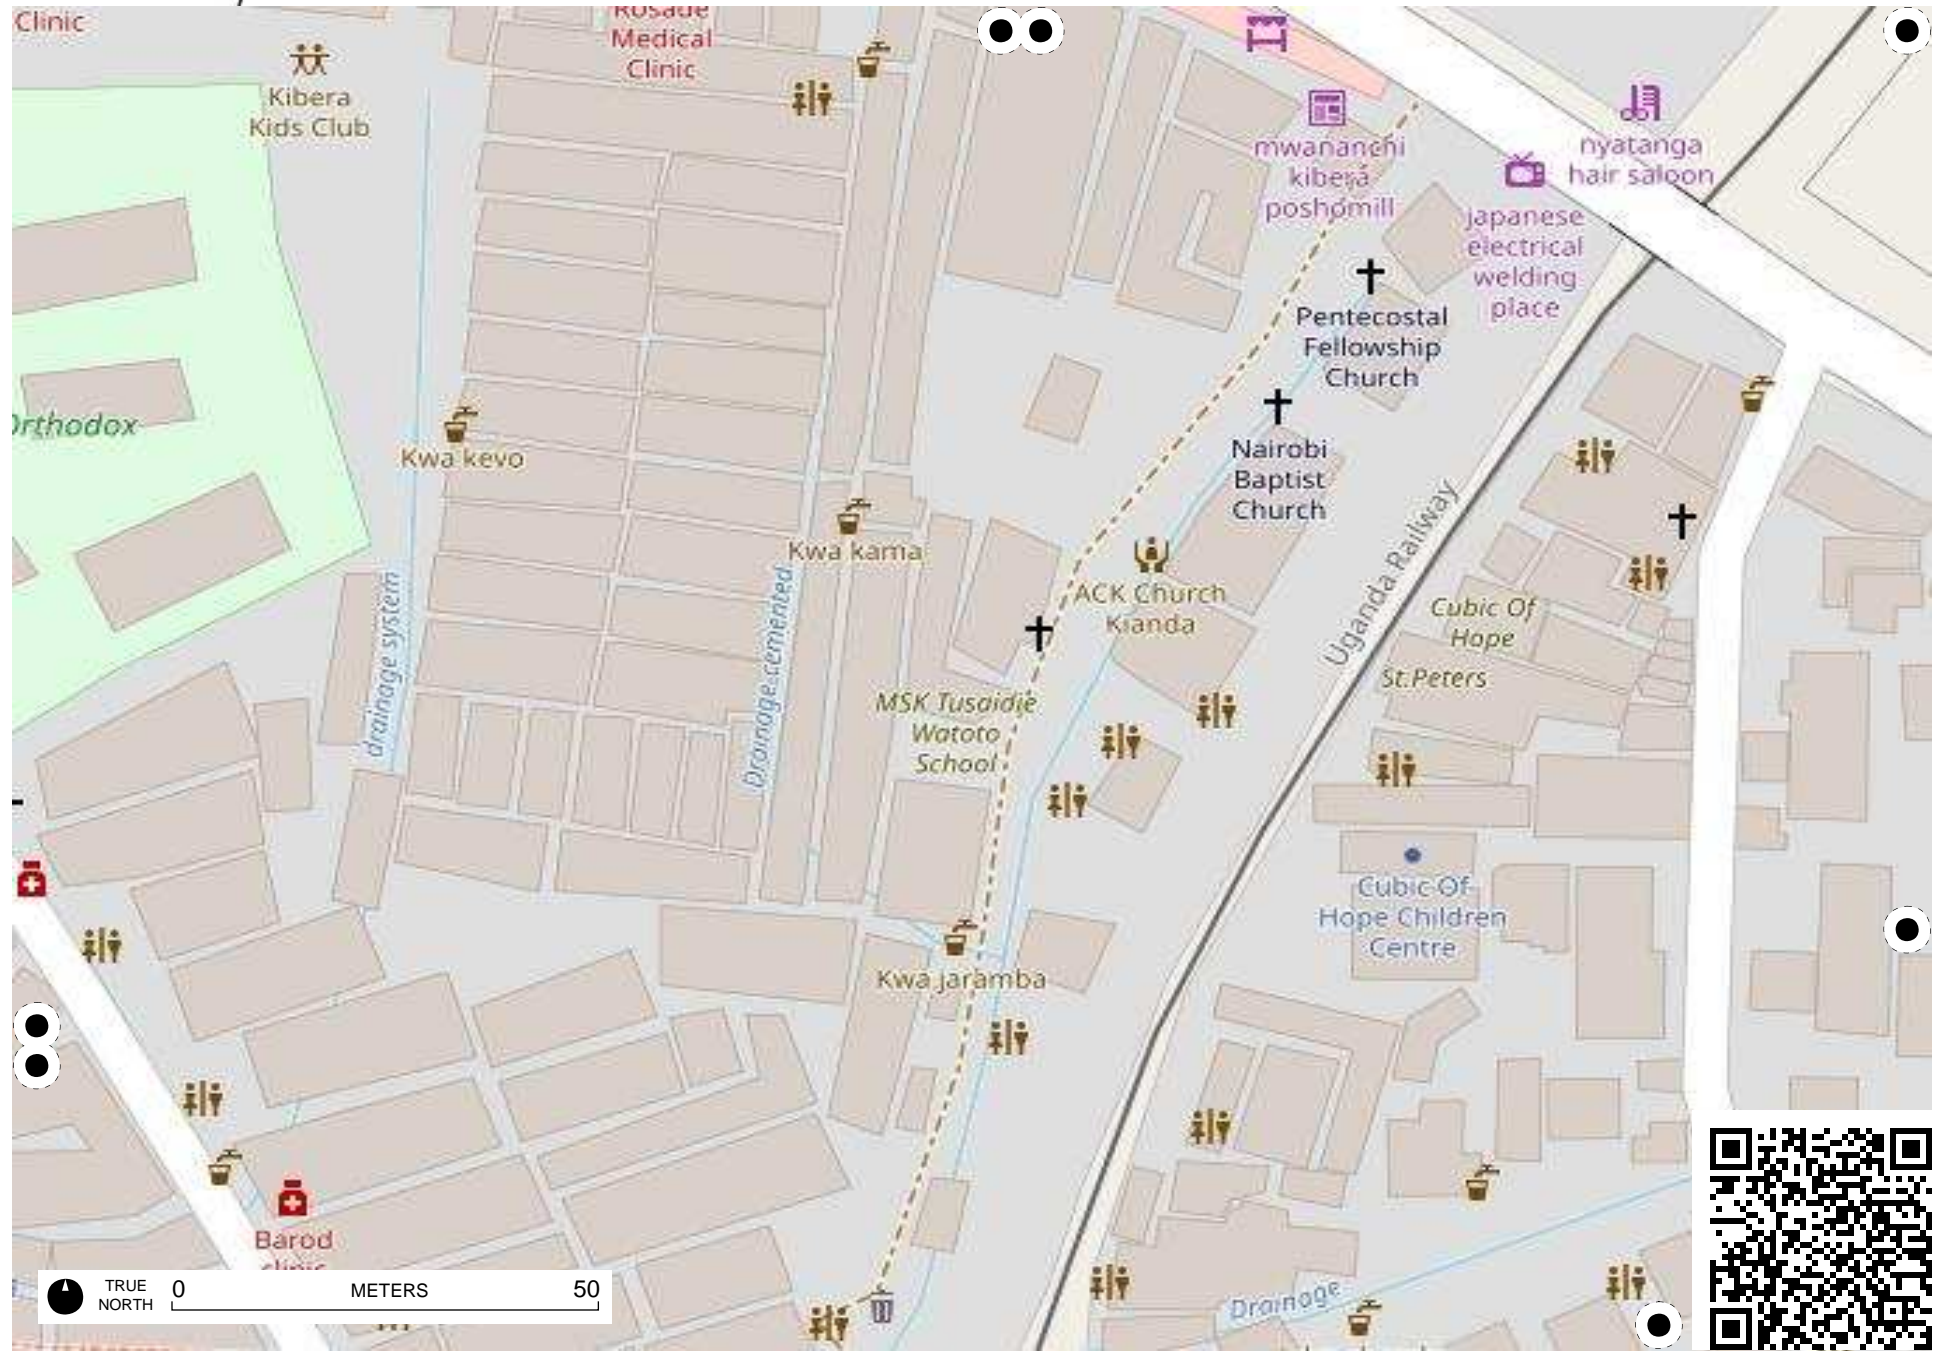 Clinic
Rosade
Medical
Clinic
Kibera
Kids Club
mwananchi
kibera
poshomill
nyatanga
hair saloon
japanese
electrical
welding
place
Pentecostal
Fellowship
Church
Orthodox
Kwa kevo
Nairobi
Baptist
Church
Kwa kama
Uganda Railway
ACK Church
Kianda
Cubic Of
Hope
St.Peters
drainage system
Drainage cemented
MSK Tusaidie
Watoto
School
Cubic Of
Hope Children
Centre
Kwa jaramba
Barod
clinic
Drainage
TRUE
NORTH
0 METERS 50